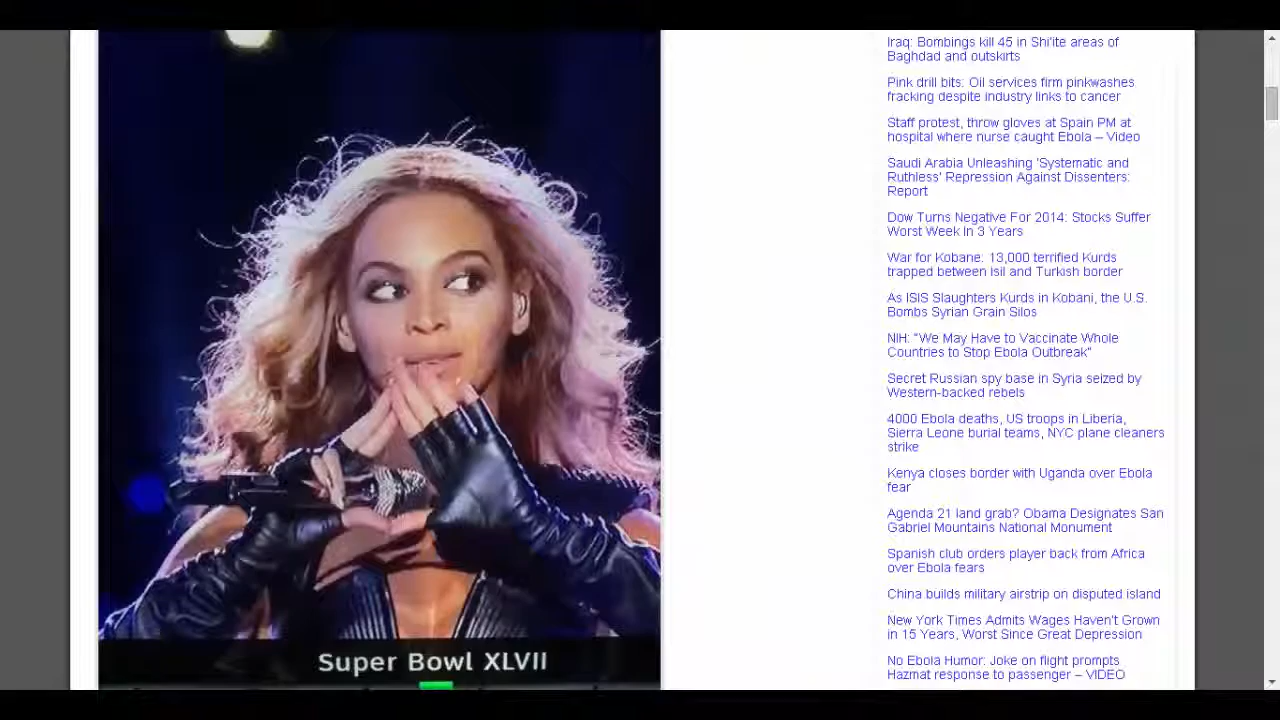 Super Bowl XLVII
Iraq: Bombings kill 45 in Shi'ite areas of
Baghdad and outskirts
Pink drill bits: Oil services firm pinkwashes
fracking despite industry links to cancer
Staff protest, throw gloves at Spain PM at
hospital where nurse caught Ebola – Video
Saudi Arabia Unleashing 'Systematic and
Ruthless' Repression Against Dissenters:
Report
Dow Turns Negative For 2014: Stocks Suffer
Worst Week In 3 Years
War for Kobane: 13,000 terrified Kurds
trapped between Isil and Turkish border
As ISIS Slaughters Kurds in Kobani, the U.S.
Bombs Syrian Grain Silos
NIH: "We May Have to Vaccinate Whole
Countries to Stop Ebola Outbreak"
Secret Russian spy base in Syria seized by
Western-backed rebels
4000 Ebola deaths, US troops in Liberia,
Sierra Leone burial teams, NYC plane cleaners
strike
Kenya closes border with Uganda over Ebola
fear
Agenda 21 land grab? Obama Designates San
Gabriel Mountains National Monument
Spanish club orders player back from Africa
over Ebola fears
China builds military airstrip on disputed island
New York Times Admits Wages Haven't Grown
in 15 Years, Worst Since Great Depression
No Ebola Humor: Joke on flight prompts
Hazmat response to passenger – VIDEO